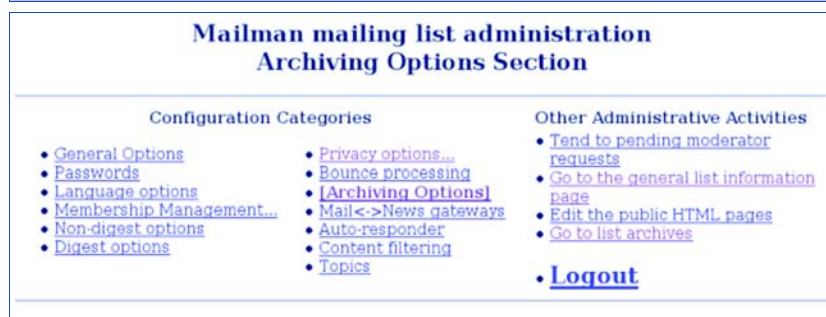 Mailman mailing list administration
Archiving Options Section
Configuration Categories
General Options
Passwords
Language options
Membership Management...
Non-digest options
Digest options
Privacy options...
Bounce processing
[Archiving Options]
Mail<->News gateways
Auto-responder
Content filtering
Topics
Other Administrative Activities
Tend to pending moderator
requests
Go to the general list information
page
Edit the public HTML pages
Go to list archives
Logout